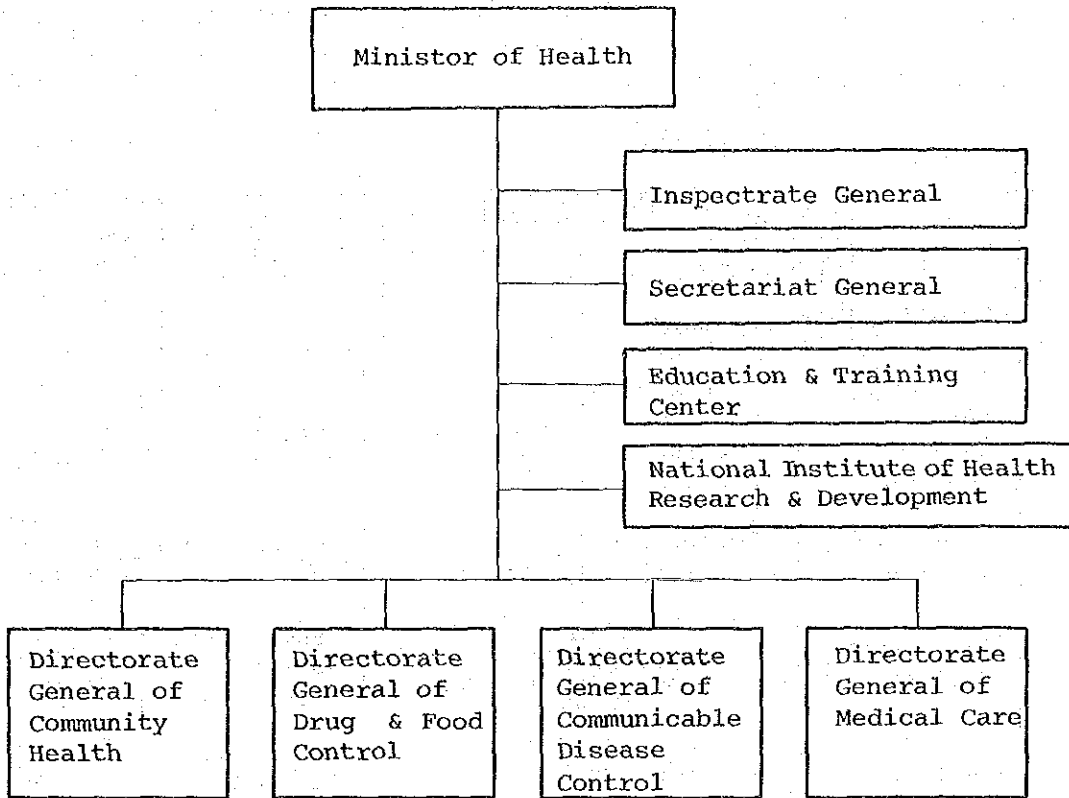 Ministor of Health
Inspectrate General
Secretariat General
Education & Training
Center
National Institute of Health
Research & Development
Directorate
General of
Community
Health
Directorate
General of
Drug & Food
Control
Directorate
General of
Communicable
Disease
Control
Directorate
General of
Medical Care